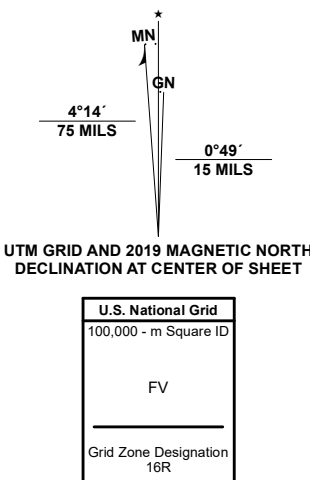 ★
MN
GN
4°14´
75 MILS
0°49´
15 MILS
UTM GRID AND 2019 MAGNETIC NORTH
DECLINATION AT CENTER OF SHEET
U.S. National Grid
100,000 - m Square ID
FV
Grid Zone Designation
16R